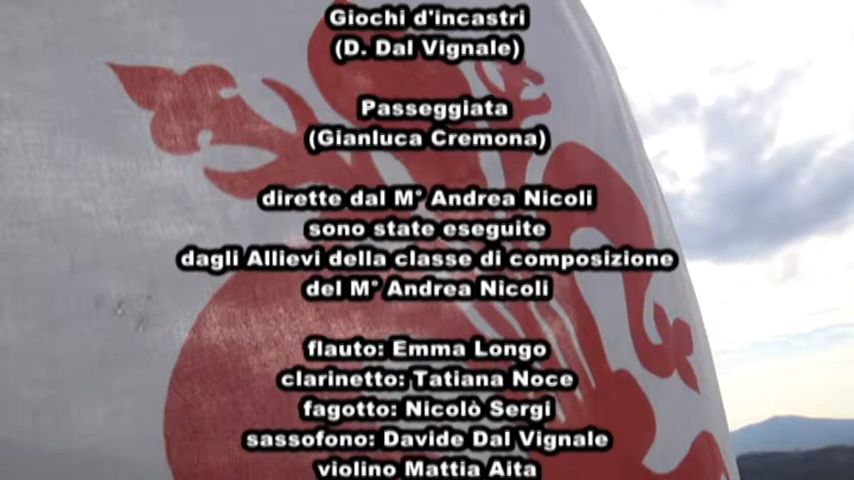 Giochi d'incastri
(D. Dal Vignale)
Passeggiata
(Gianluca Cremona)
dirette dal M° Andrea Nicoli
sono state eseguite
dagli Allievi della classe di composizione
del M° Andrea Nicoli
flauto: Emma Longo
clarinetto: Tatiana Noce
fagotto: Nicolò Sergi
sassofono: Davide Dal Vignale
violino Mattia Aita